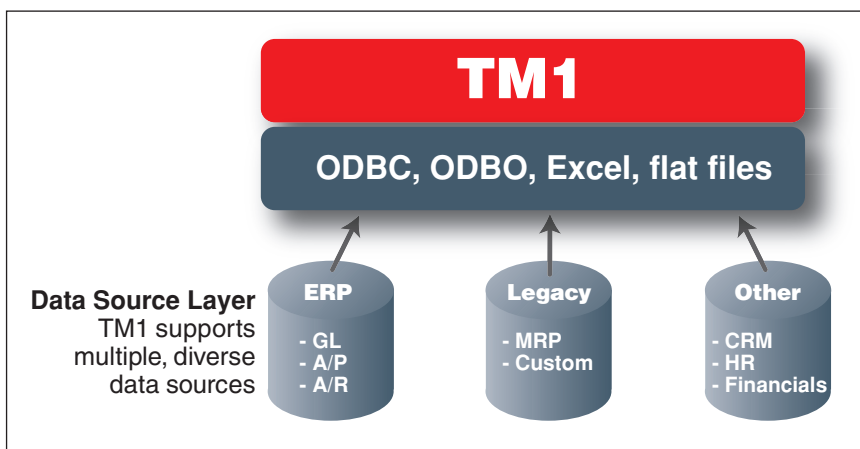 TM1
ODBC, ODBO, Excel, flat files
Data Source Layer
TM1 supports
multiple, diverse
data sources
ERP
- GL
- A/P
- A/R
Legacy
- MRP
- Custom
Other
- CRM
- HR
- Financials